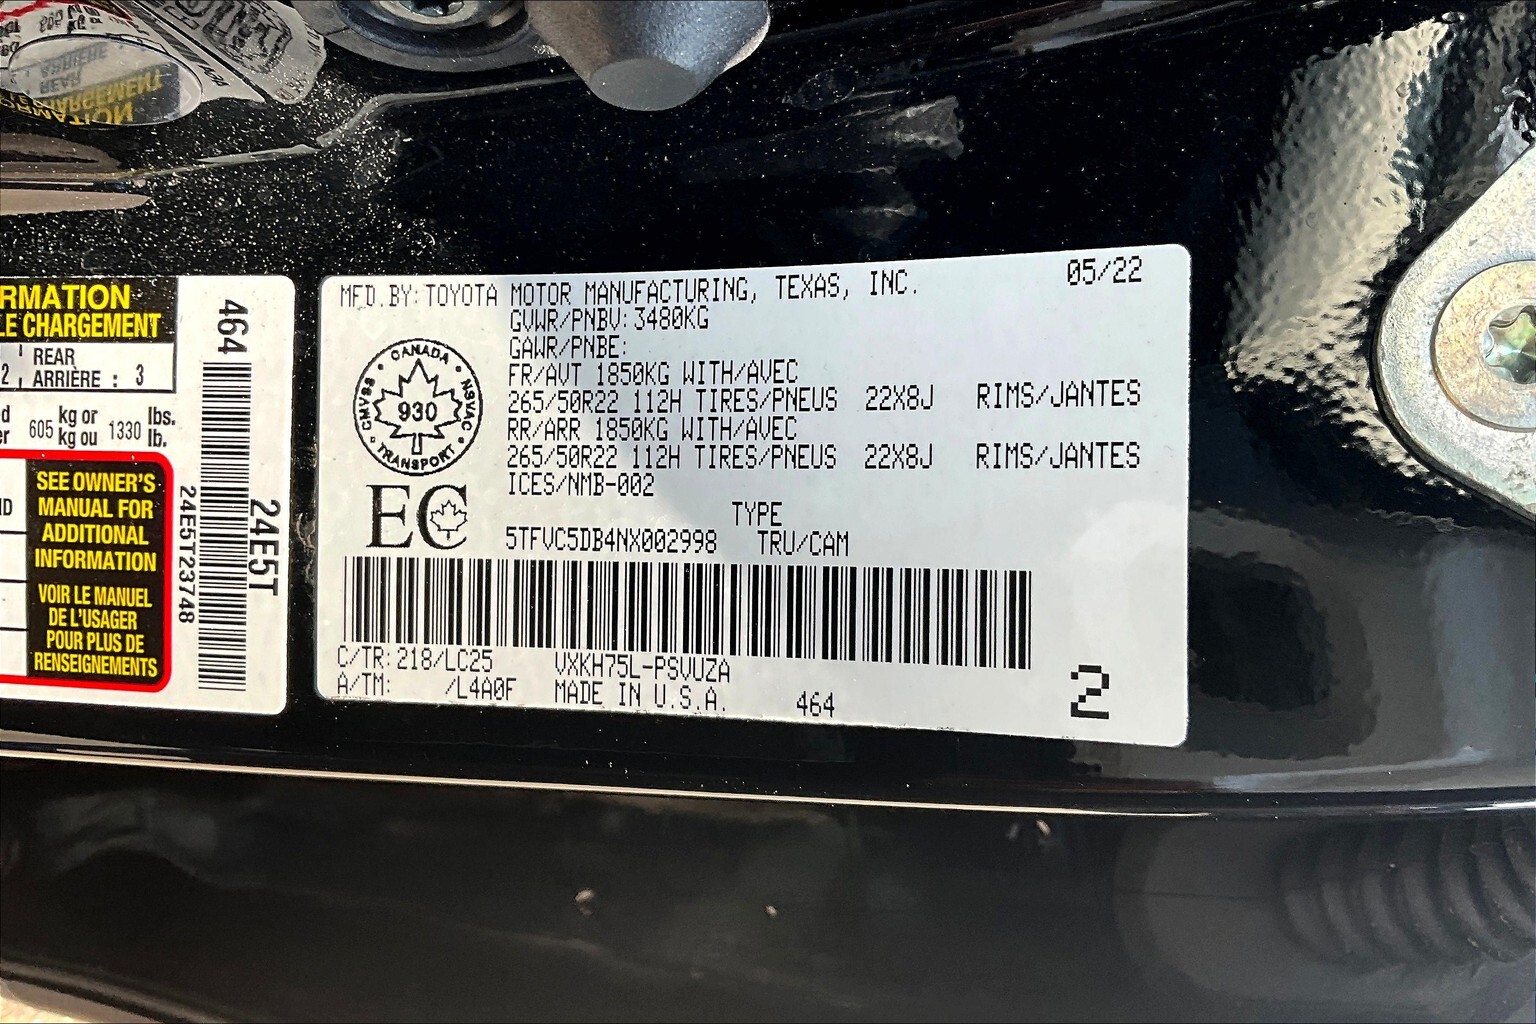 RMATION
LE CHARGEMENT
2 REAR
ARRIÈRE : 3
605 kg or 1330 lbs.
kg ou lb.
SEE OWNER'S
MANUAL FOR
ADDITIONAL
INFORMATION
VOIR LE MANUEL
DE L'USAGER
POUR PLUS DE
RENSEIGNEMENTS
464
24E5T
24E5T23748
MFD.BY:TOYOTA MOTOR MANUFACTURING, TEXAS, INC. 05/22
GVWR/PNBV:3480KG
GAWR/PNBE:
FR/AVT 1850KG WITH/AVEC
265/50R22 112H TIRES/PNEUS 22X8J RIMS/JANTES
RR/ARR 1850KG WITH/AVEC
265/50R22 112H TIRES/PNEUS 22X8J RIMS/JANTES
ICES/NMB-002
CANADA
CMVSS 930 NSVAC
TRANSPORT
EC
TYPE
5TFVC5DB4NX002998 TRU/CAM
C/TR:218/LC25 VXKH75L-PSVUZA
A/TM: /L4A0F MADE IN U.S.A. 464
2